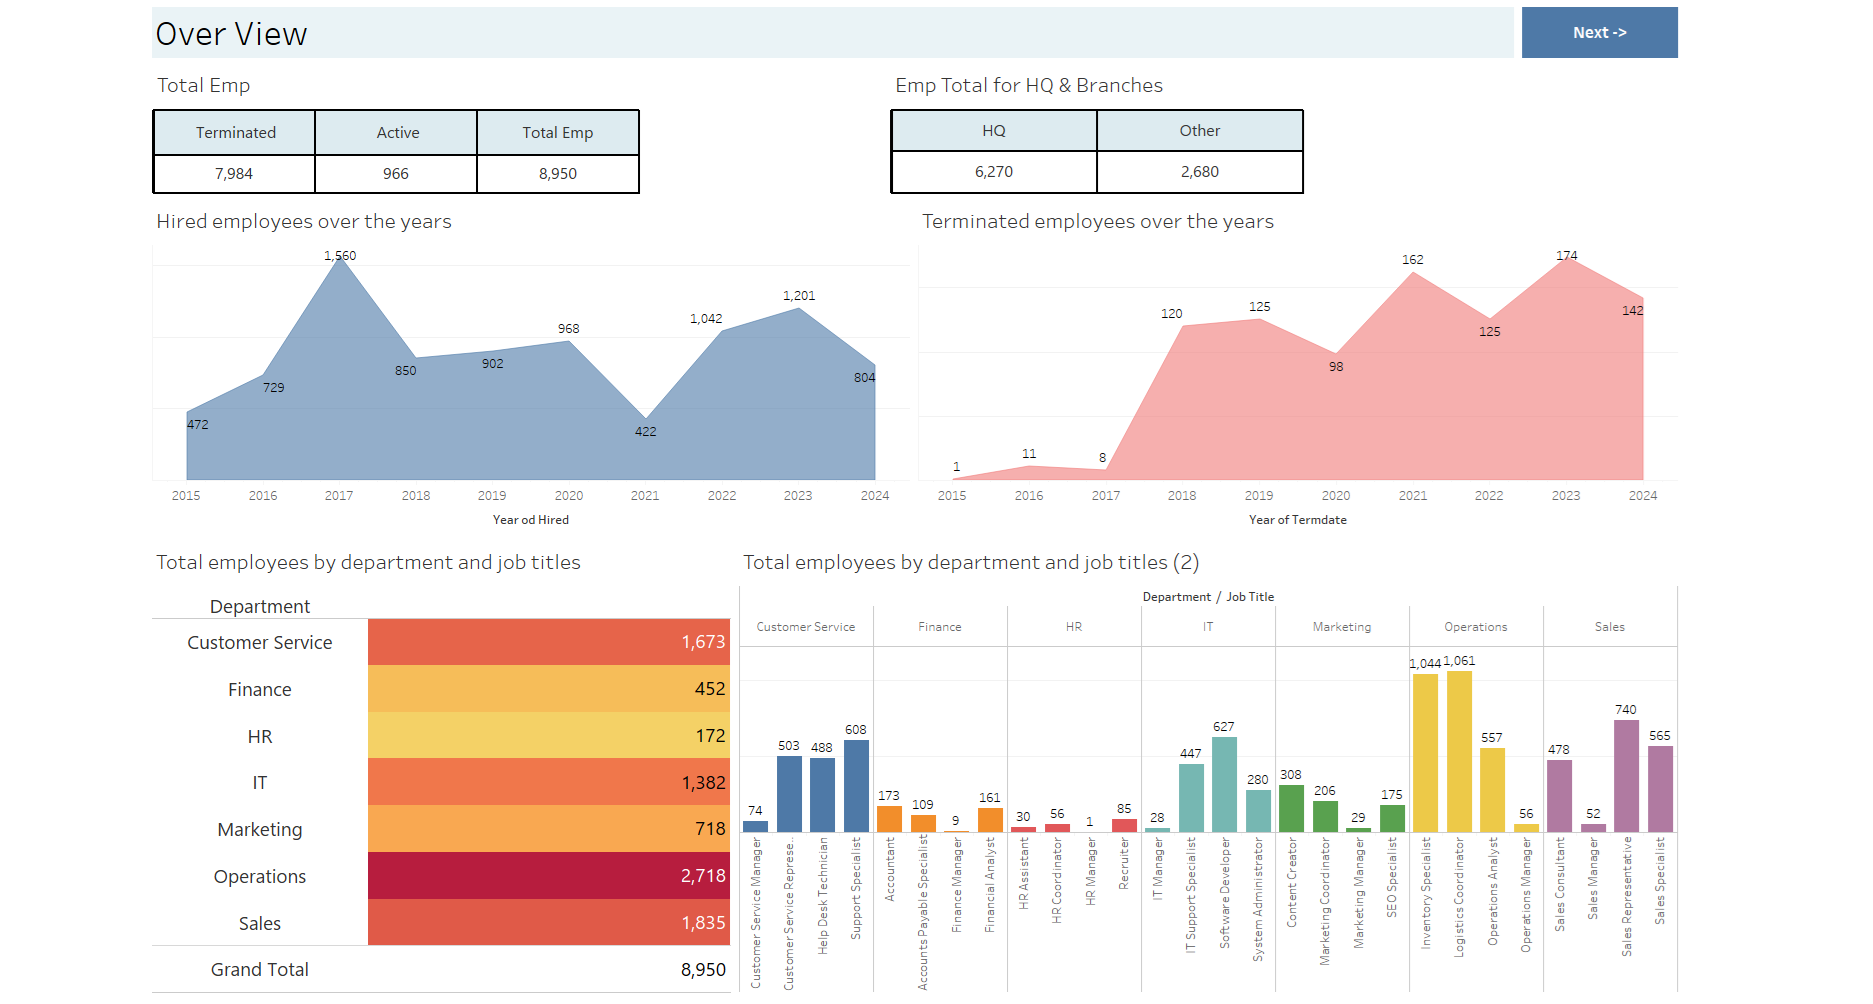 Over View
Next ->
Total Emp
Terminated Active Total Emp
7,984 966 8,950
Emp Total for HQ & Branches
HQ Other
6,270 2,680
Hired employees over the years
1,560
1,201
1,042
968
902
850
804
729
472
422
2015 2016 2017 2018 2019 2020 2021 2022 2023 2024
Year od Hired
Terminated employees over the years
174
162
142
120
125
125
98
11
8
1
2015 2016 2017 2018 2019 2020 2021 2022 2023 2024
Year of Termdate
Total employees by department and job titles
Department
Customer Service 1,673
Finance 452
HR 172
IT 1,382
Marketing 718
Operations 2,718
Sales 1,835
Grand Total 8,950
Total employees by department and job titles (2)
Department / Job Title
Customer Service Finance HR IT Marketing Operations Sales
74 503 488 608 173 109 9 161 30 56 1 85 28 447 627 280 308 206 29 175 1,044 1,061 557 56 478 52 740 565
Customer Service Manager
Customer Service Represe..
Help Desk Technician
Support Specialist
Accountant
Accounts Payable Specialist
Finance Manager
Financial Analyst
HR Assistant
HR Coordinator
HR Manager
Recruiter
IT Manager
IT Support Specialist
Software Developer
System Administrator
Content Creator
Marketing Coordinator
Marketing Manager
SEO Specialist
Inventory Specialist
Logistics Coordinator
Operations Analyst
Operations Manager
Sales Consultant
Sales Manager
Sales Representative
Sales Specialist